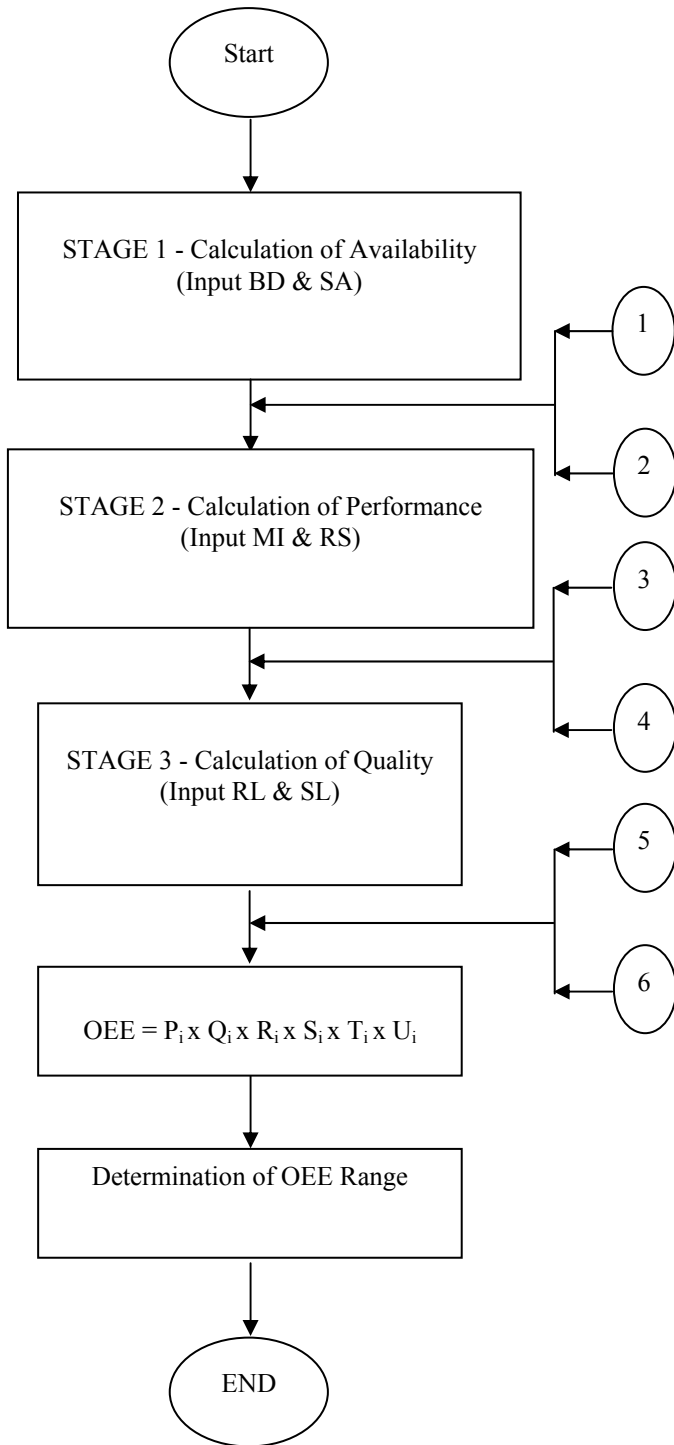 Start
STAGE 1 - Calculation of Availability
(Input BD & SA)
1
2
STAGE 2 - Calculation of Performance
(Input MI & RS)
3
4
STAGE 3 - Calculation of Quality
(Input RL & SL)
5
6
OEE = Pᵢ x Qᵢ x Rᵢ x Sᵢ x Tᵢ x Uᵢ
Determination of OEE Range
END